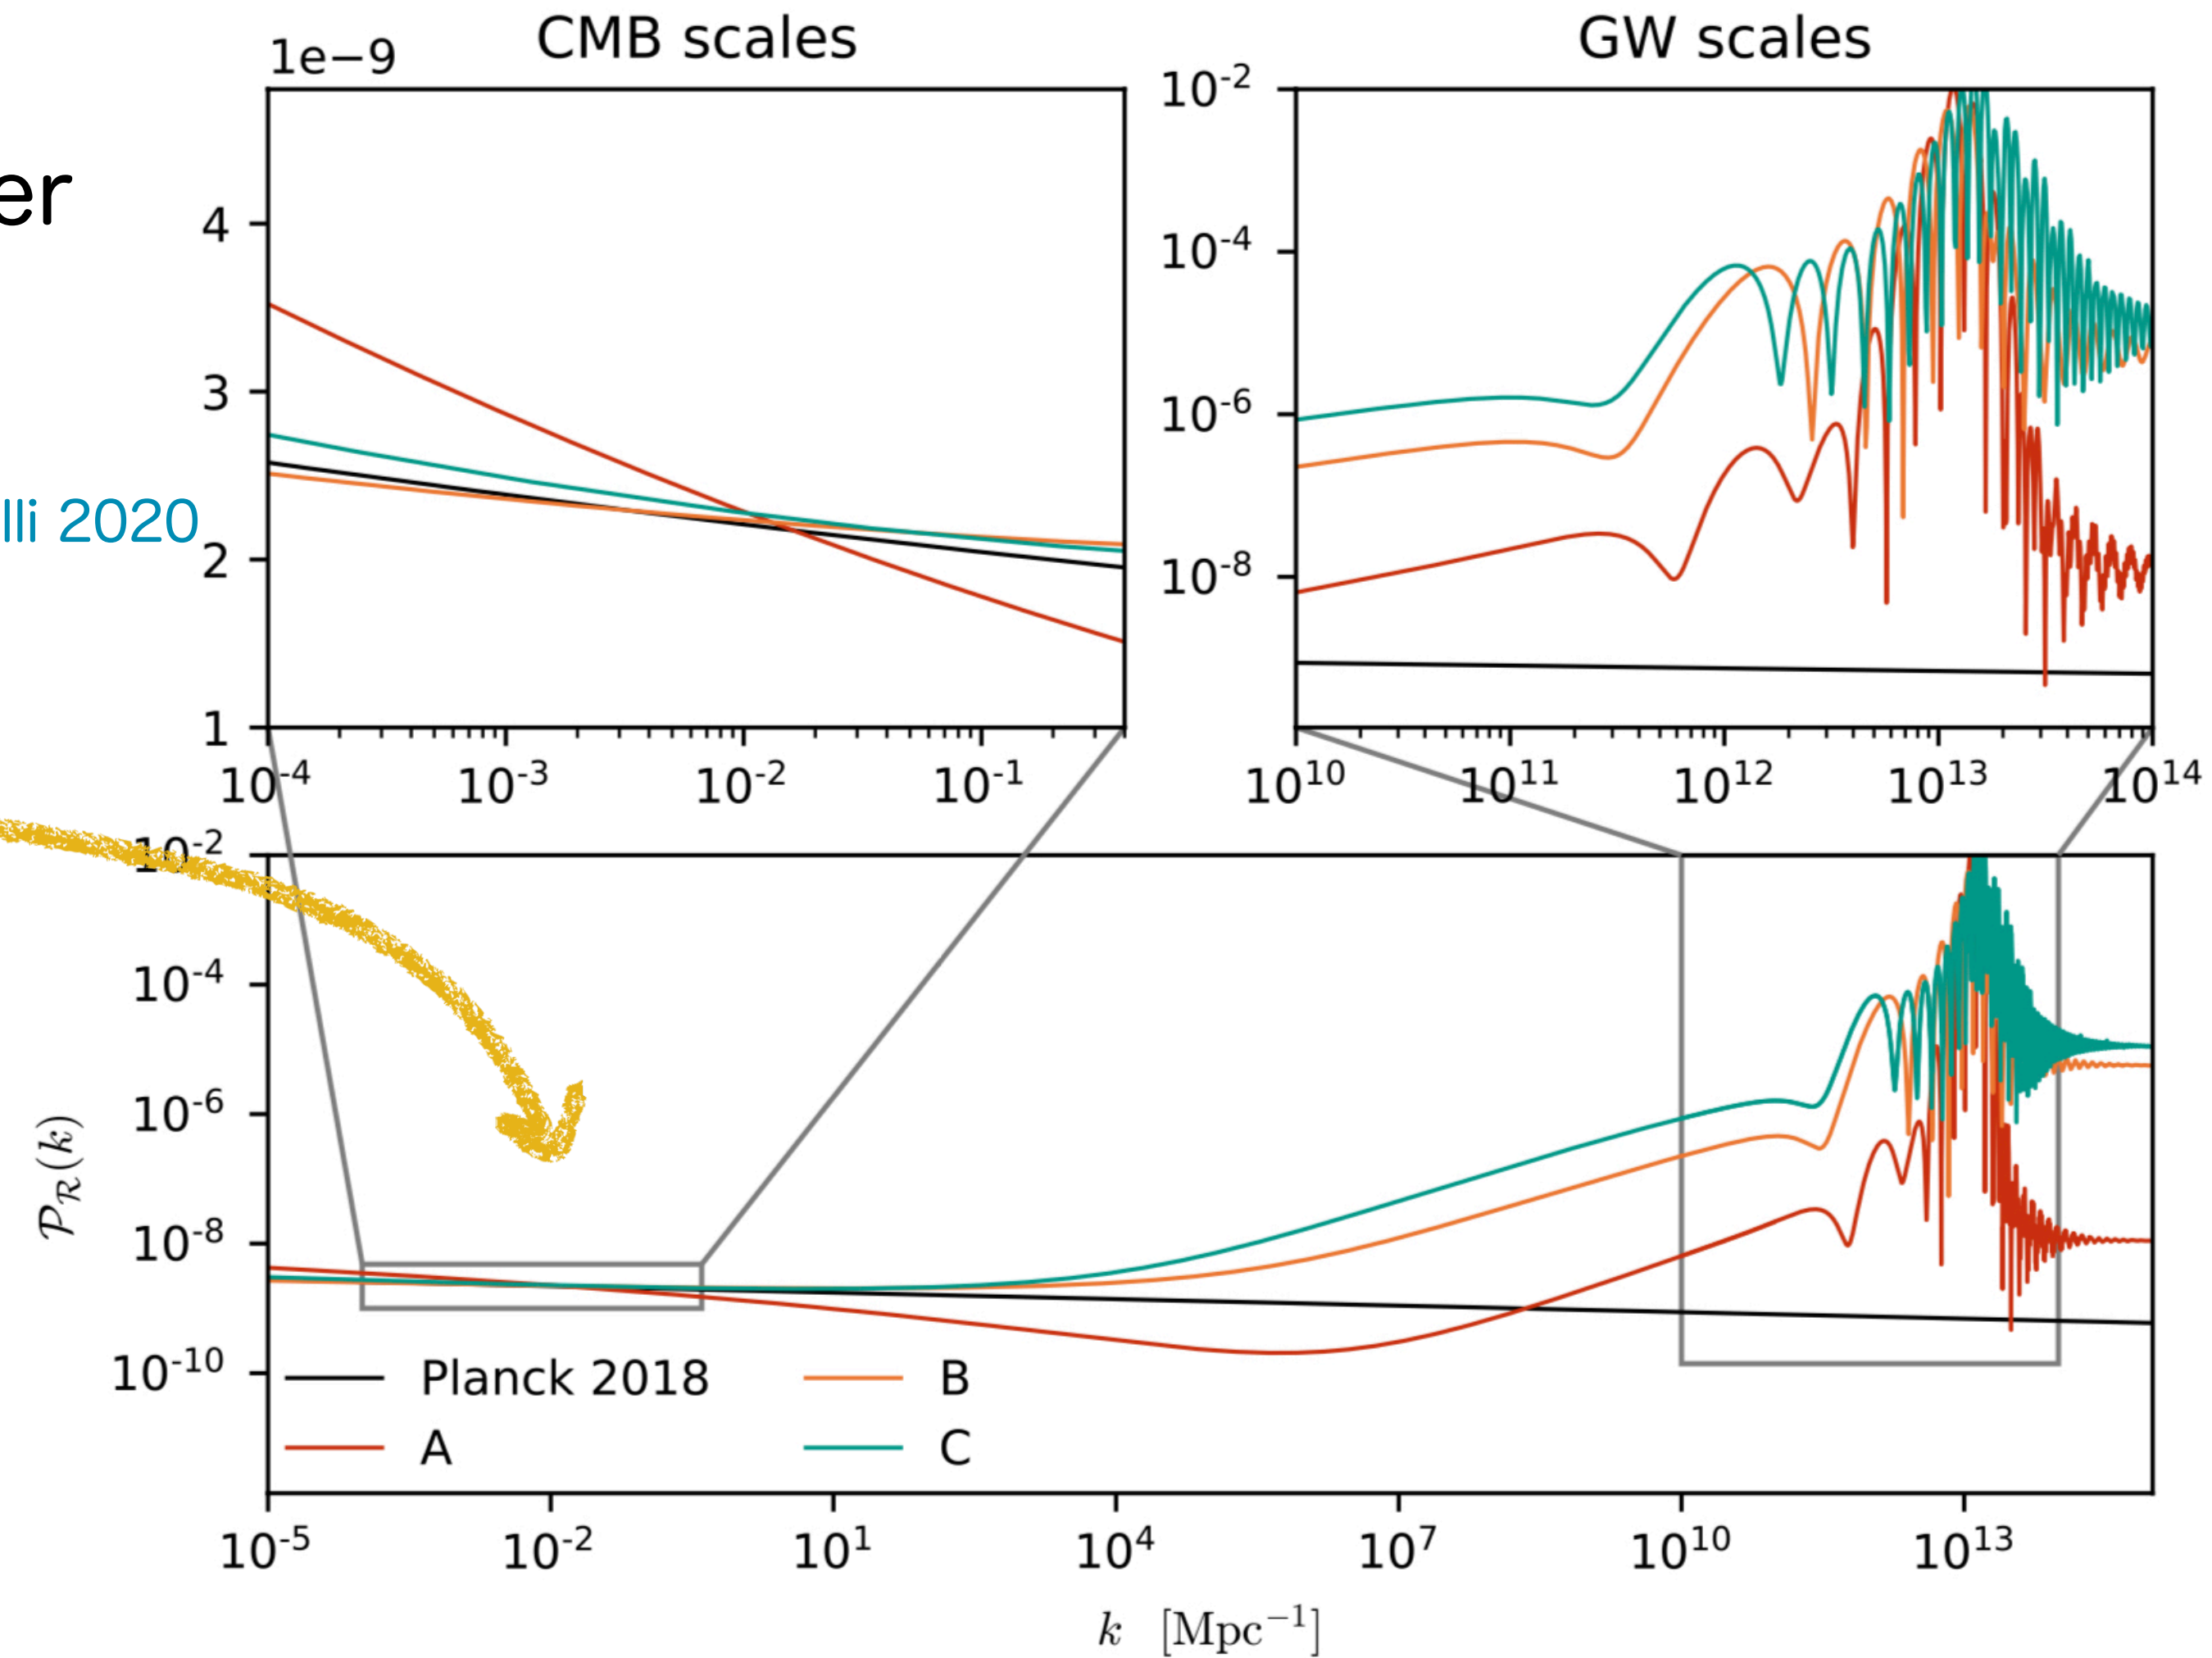 er
lli 2020
CMB scales
1e−9
4
3
2
1
10^-4 10^-3 10^-2 10^-1
GW scales
10^-2
10^-4
10^-6
10^-8
10^10 10^11 10^12 10^13 10^14
10^-2
10^-4
10^-6
10^-8
10^-10
𝒫_ℛ(k)
Planck 2018 B
A C
10^-5 10^-2 10^1 10^4 10^7 10^10 10^13
k [Mpc^−1]